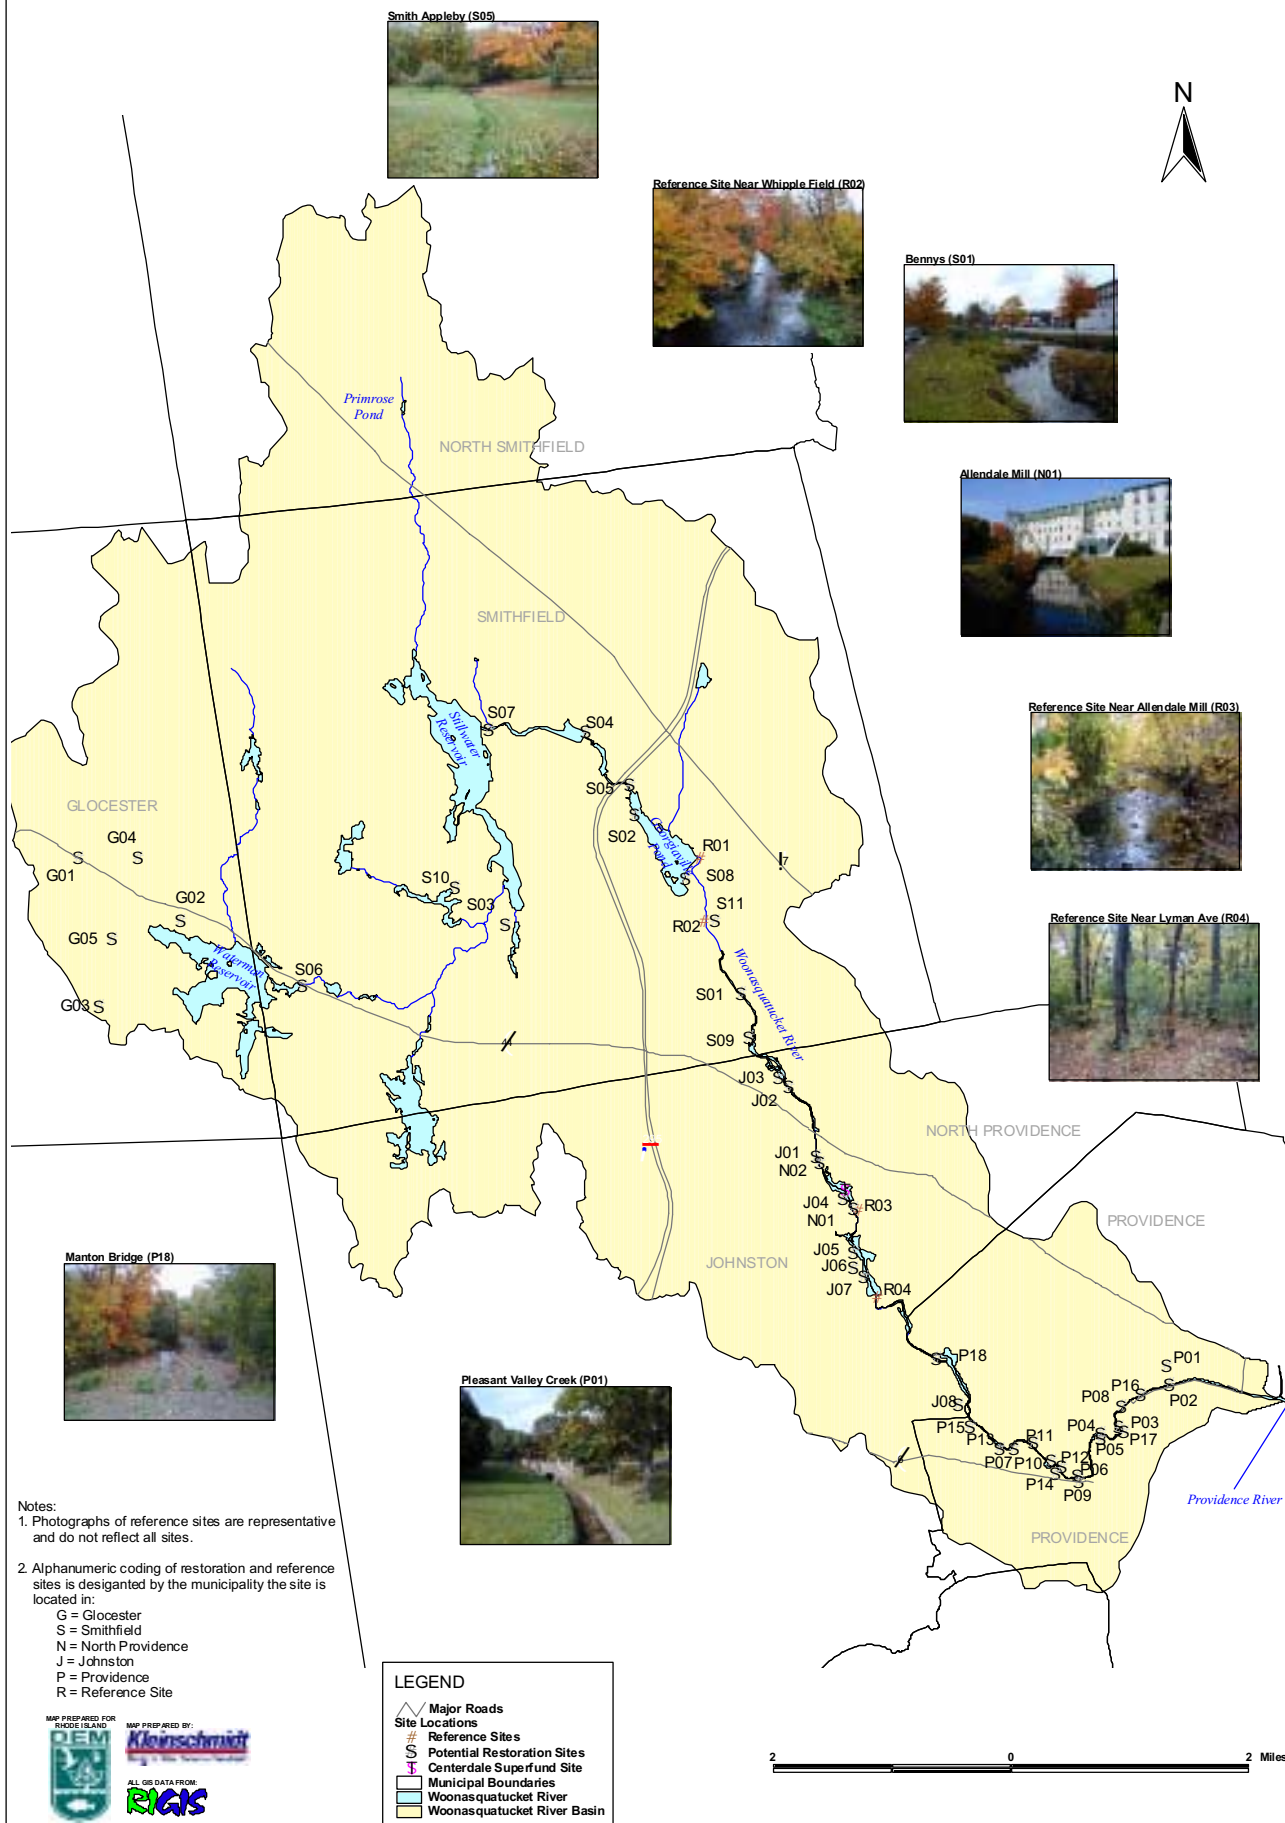 Smith Appleby (S05)
N
Reference Site Near Whipple Field (R02)
Bennys (S01)
Primrose
Pond
NORTH SMITHFIELD
Allendale Mill (N01)
SMITHFIELD
Reference Site Near Allendale Mill (R03)
S07
S04
Stillwater
Reservoir
S05
GLOCESTER
G04
S02
Georgiaville
Pond
R01
7
G01
S08
S10
G02
S03
S11
R02
Reference Site Near Lyman Ave (R04)
G05
Waterman
Reservoir
S06
Woonasquatucket River
S01
G03
S09
44
J03
J02
NORTH PROVIDENCE
J01
N02
J04
R03
N01
PROVIDENCE
J05
Manton Bridge (P18)
JOHNSTON
J06
J07
R04
P18
P01
Pleasant Valley Creek (P01)
P16
P02
J08
P08
P15
P04
P03
P13
P11
P05
P17
P07
P10
P12
P06
6
P14
P09
Providence River
PROVIDENCE
Notes:
1. Photographs of reference sites are representative
and do not reflect all sites.
2. Alphanumeric coding of restoration and reference
sites is desiganted by the municipality the site is
located in:
G = Glocester
S = Smithfield
N = North Providence
J = Johnston
P = Providence
R = Reference Site
LEGEND
Major Roads
Site Locations
# Reference Sites
S Potential Restoration Sites
S Centerdale Superfund Site
Municipal Boundaries
Woonasquatucket River
Woonasquatucket River Basin
MAP PREPARED FOR
RHODE ISLAND
DEM
MAP PREPARED BY:
Kleinschmidt
ALL GIS DATA FROM:
RIGIS
2 0 2 Miles